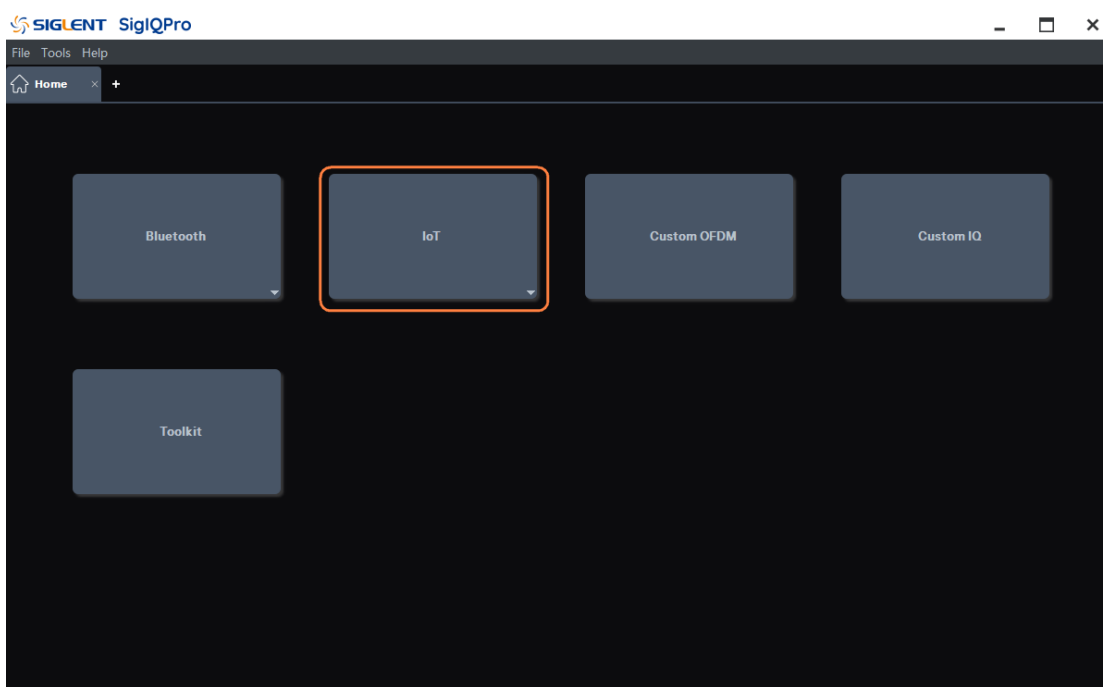 SIGLENT SigIQPro
File Tools Help
Home × +
Bluetooth
IoT
Custom OFDM
Custom IQ
Toolkit